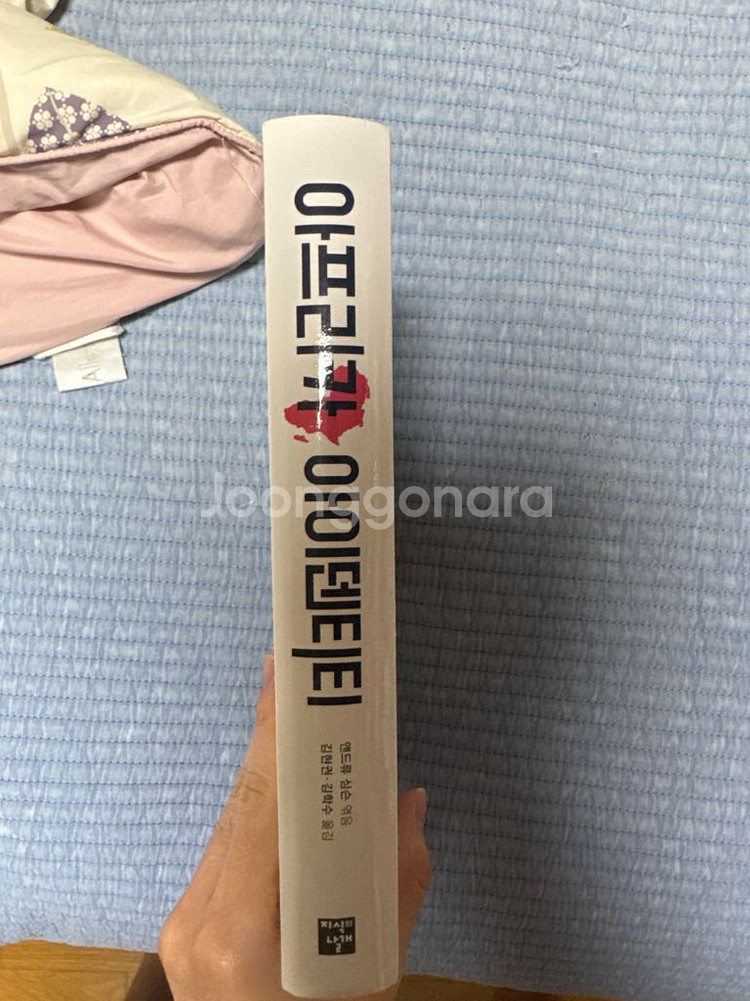 아프리카 아이덴티티
앤드류 심슨 엮음
김현권·김학수 옮김
Joonggonara